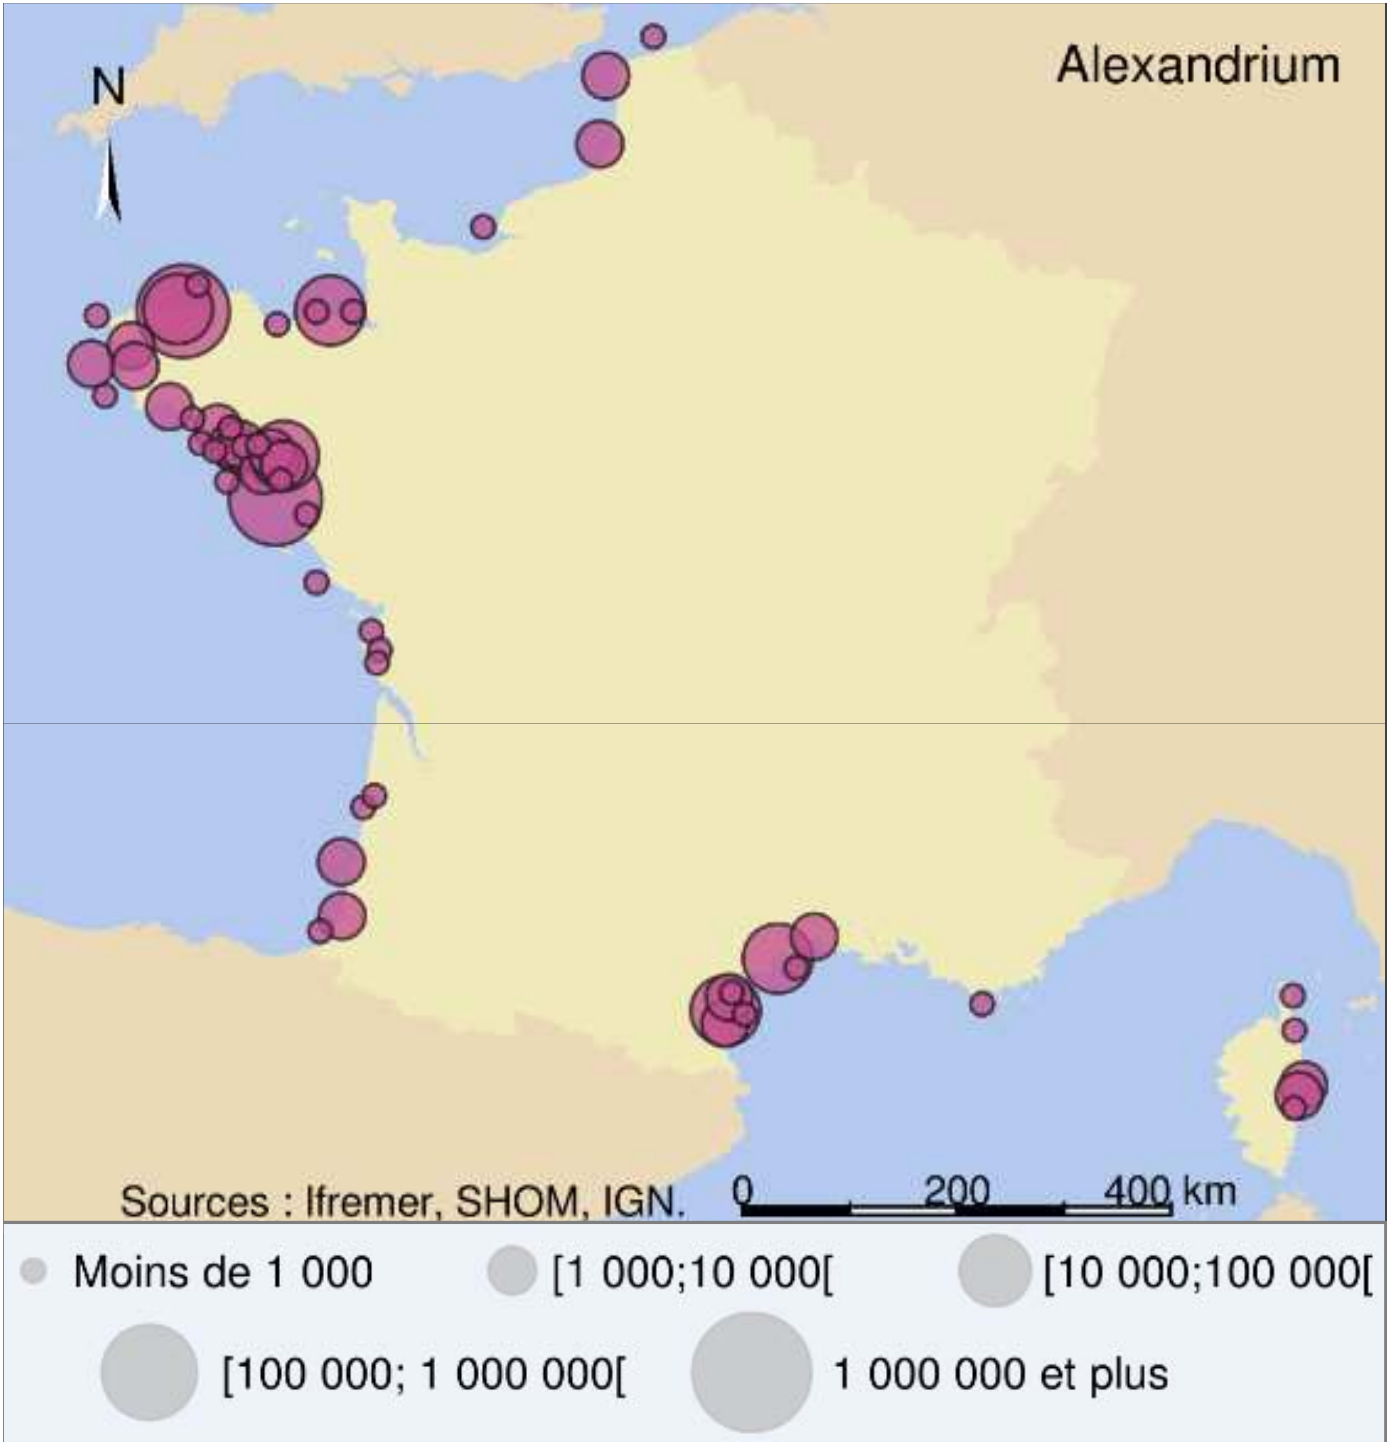 Alexandrium
N
Sources : Ifremer, SHOM, IGN.
0 200 400 km
Moins de 1 000
[1 000;10 000[
[10 000;100 000[
[100 000; 1 000 000[
1 000 000 et plus